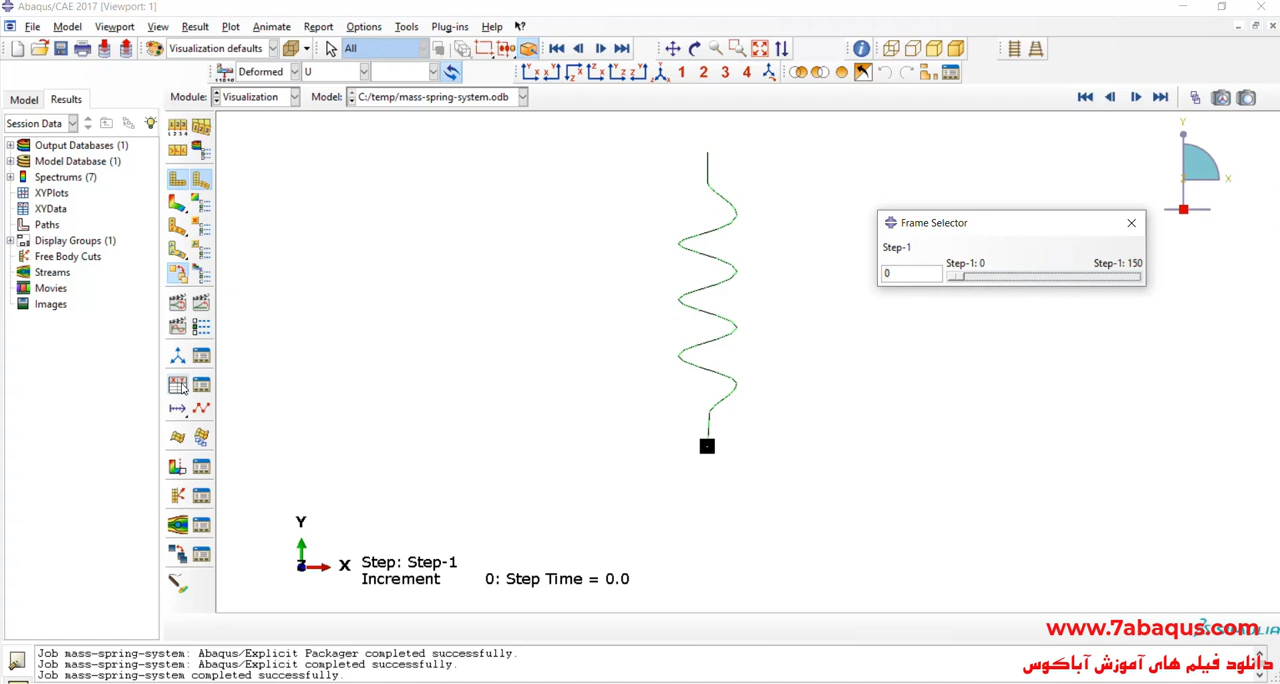 Abaqus/CAE 2017 [Viewport: 1]
File Model Viewport View Result Plot Animate Report Options Tools Plug-ins Help
Visualization defaults All
Deformed U
1 2 3 4
Model Results Module: Visualization Model: C:/temp/mass-spring-system.odb
Session Data
Output Databases (1)
Model Database (1)
Spectrums (7)
XYPlots
XYData
Paths
Display Groups (1)
Free Body Cuts
Streams
Movies
Images
Y
X
Frame Selector
Step-1
Step-1: 0 Step-1: 150
0
Y
X
Step: Step-1
Increment 0: Step Time = 0.0
www.7abaqus.com
دانلود فیلم های آموزش آباکوس
Job mass-spring-system: Abaqus/Explicit Packager completed successfully.
Job mass-spring-system: Abaqus/Explicit completed successfully.
Job mass-spring-system completed successfully.